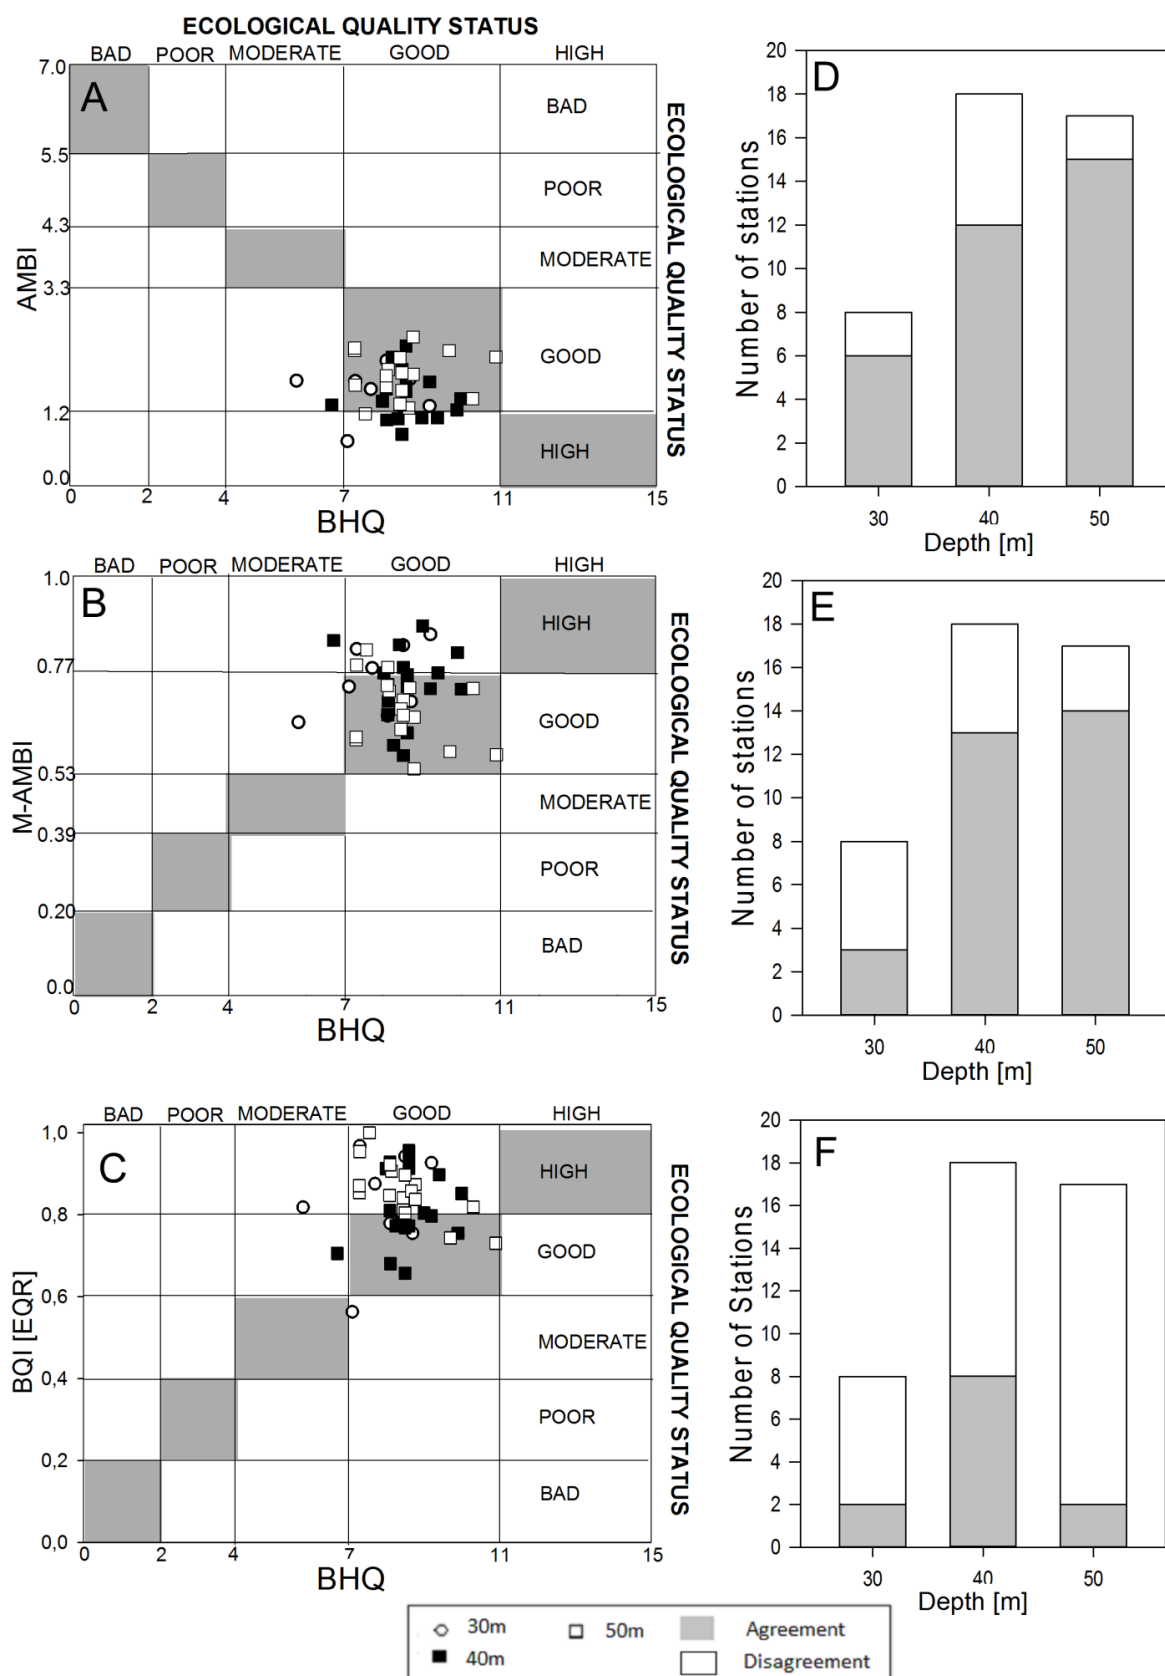 ECOLOGICAL QUALITY STATUS
BAD POOR MODERATE GOOD HIGH
7.0
A
BAD
5.5
POOR
4.3
MODERATE
3.3
GOOD
1.2
HIGH
0.0
0 2 4 7 11 15
AMBI
BHQ
ECOLOGICAL QUALITY STATUS
D
20
18
16
14
12
10
8
6
4
2
0
30 40 50
Number of stations
Depth [m]
BAD POOR MODERATE GOOD HIGH
1.0
B
HIGH
0.77
GOOD
0.53
MODERATE
0.39
POOR
0.20
BAD
0.0
0 2 4 7 11 15
M-AMBI
BHQ
ECOLOGICAL QUALITY STATUS
E
20
18
16
14
12
10
8
6
4
2
0
30 40 50
Number of stations
Depth [m]
BAD POOR MODERATE GOOD HIGH
1,0
C
HIGH
0,8
GOOD
0,6
MODERATE
0,4
POOR
0,2
BAD
0,0
0 2 4 7 11 15
BQI [EQR]
BHQ
ECOLOGICAL QUALITY STATUS
F
20
18
16
14
12
10
8
6
4
2
0
30 40 50
Number of Stations
Depth [m]
30m 50m Agreement
40m Disagreement